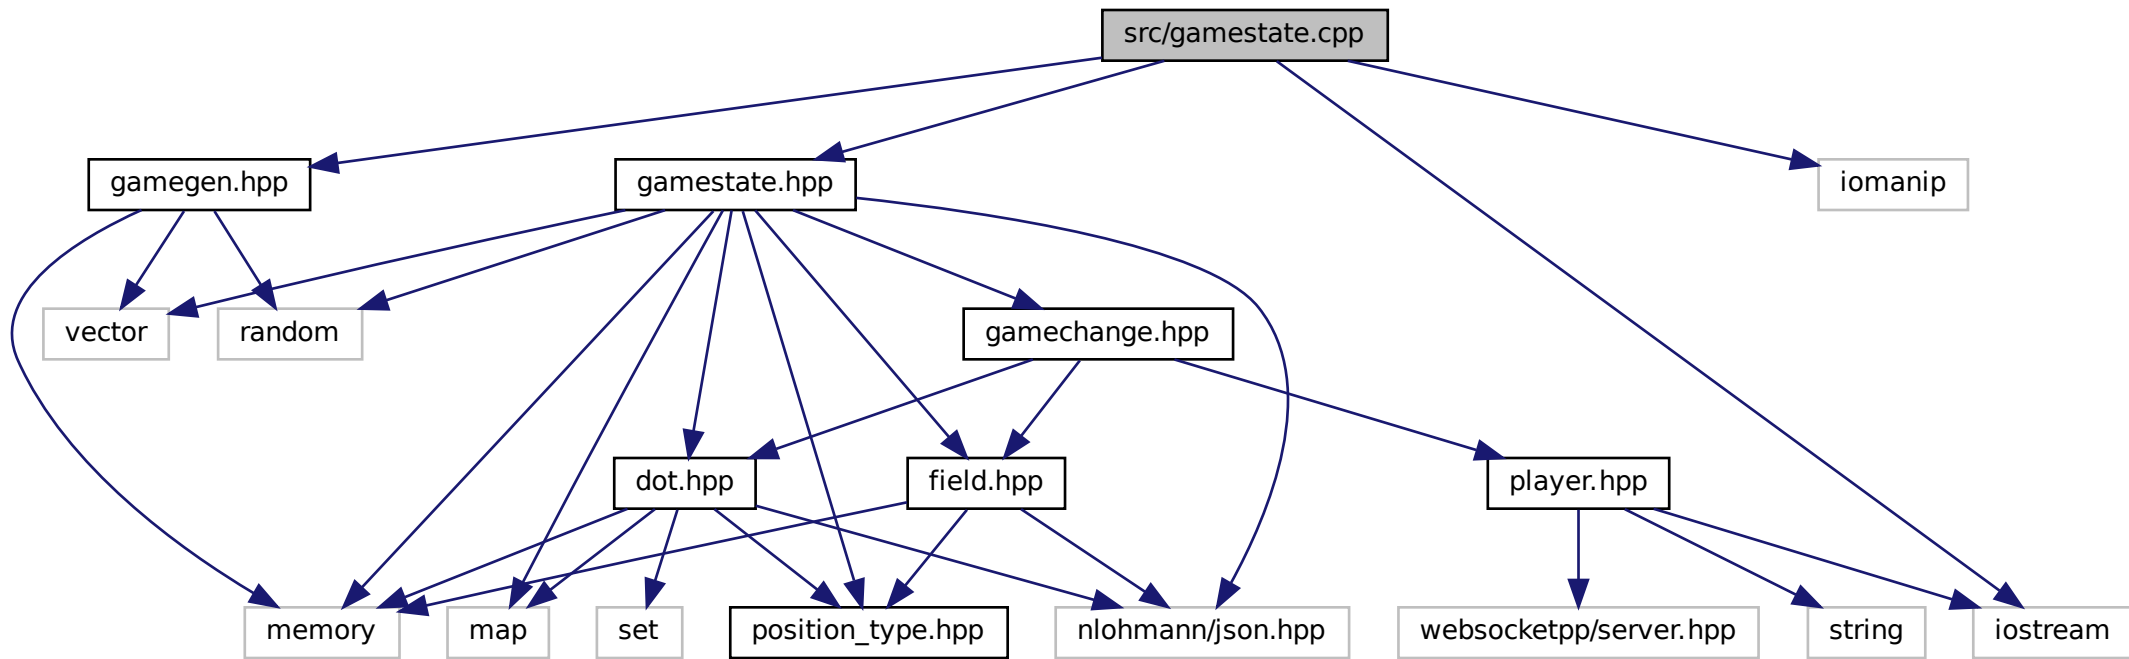 src/gamestate.cpp
gamegen.hpp
gamestate.hpp
iomanip
vector
random
gamechange.hpp
dot.hpp
field.hpp
player.hpp
memory
map
set
position_type.hpp
nlohmann/json.hpp
websocketpp/server.hpp
string
iostream